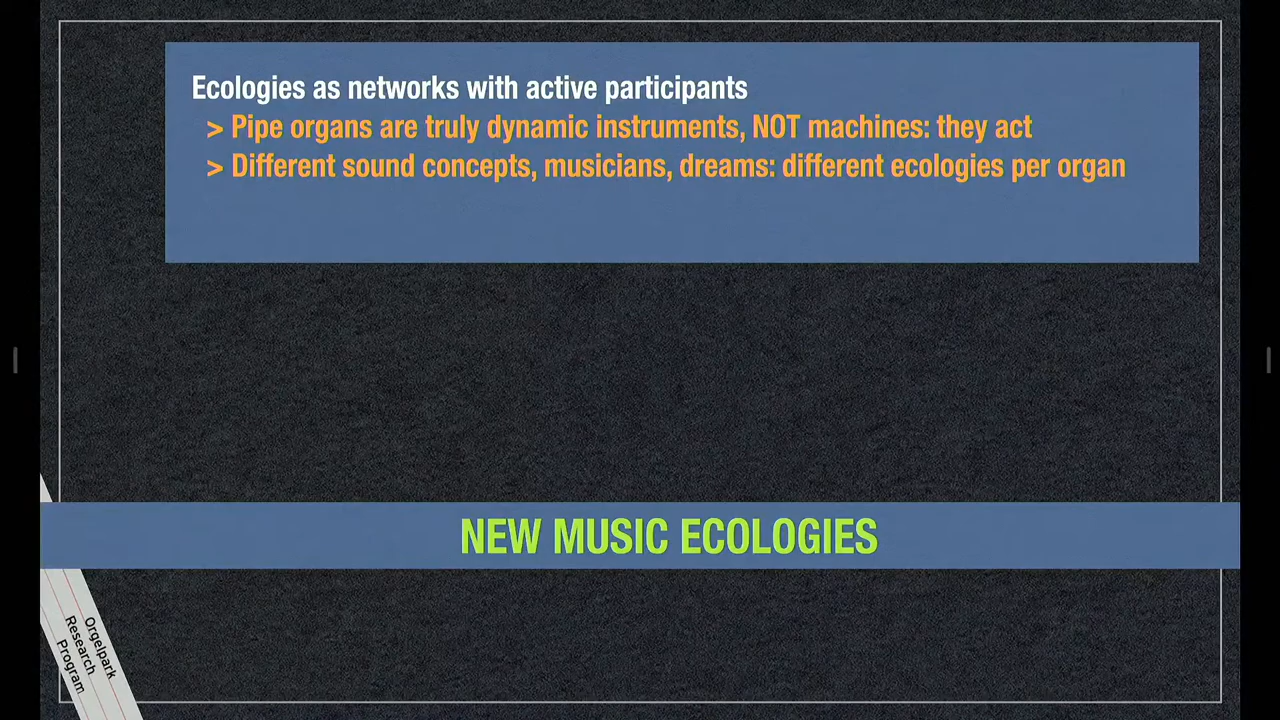 Ecologies as networks with active participants
> Pipe organs are truly dynamic instruments, NOT machines: they act
> Different sound concepts, musicians, dreams: different ecologies per organ
NEW MUSIC ECOLOGIES
Orgelpark
Research
Program